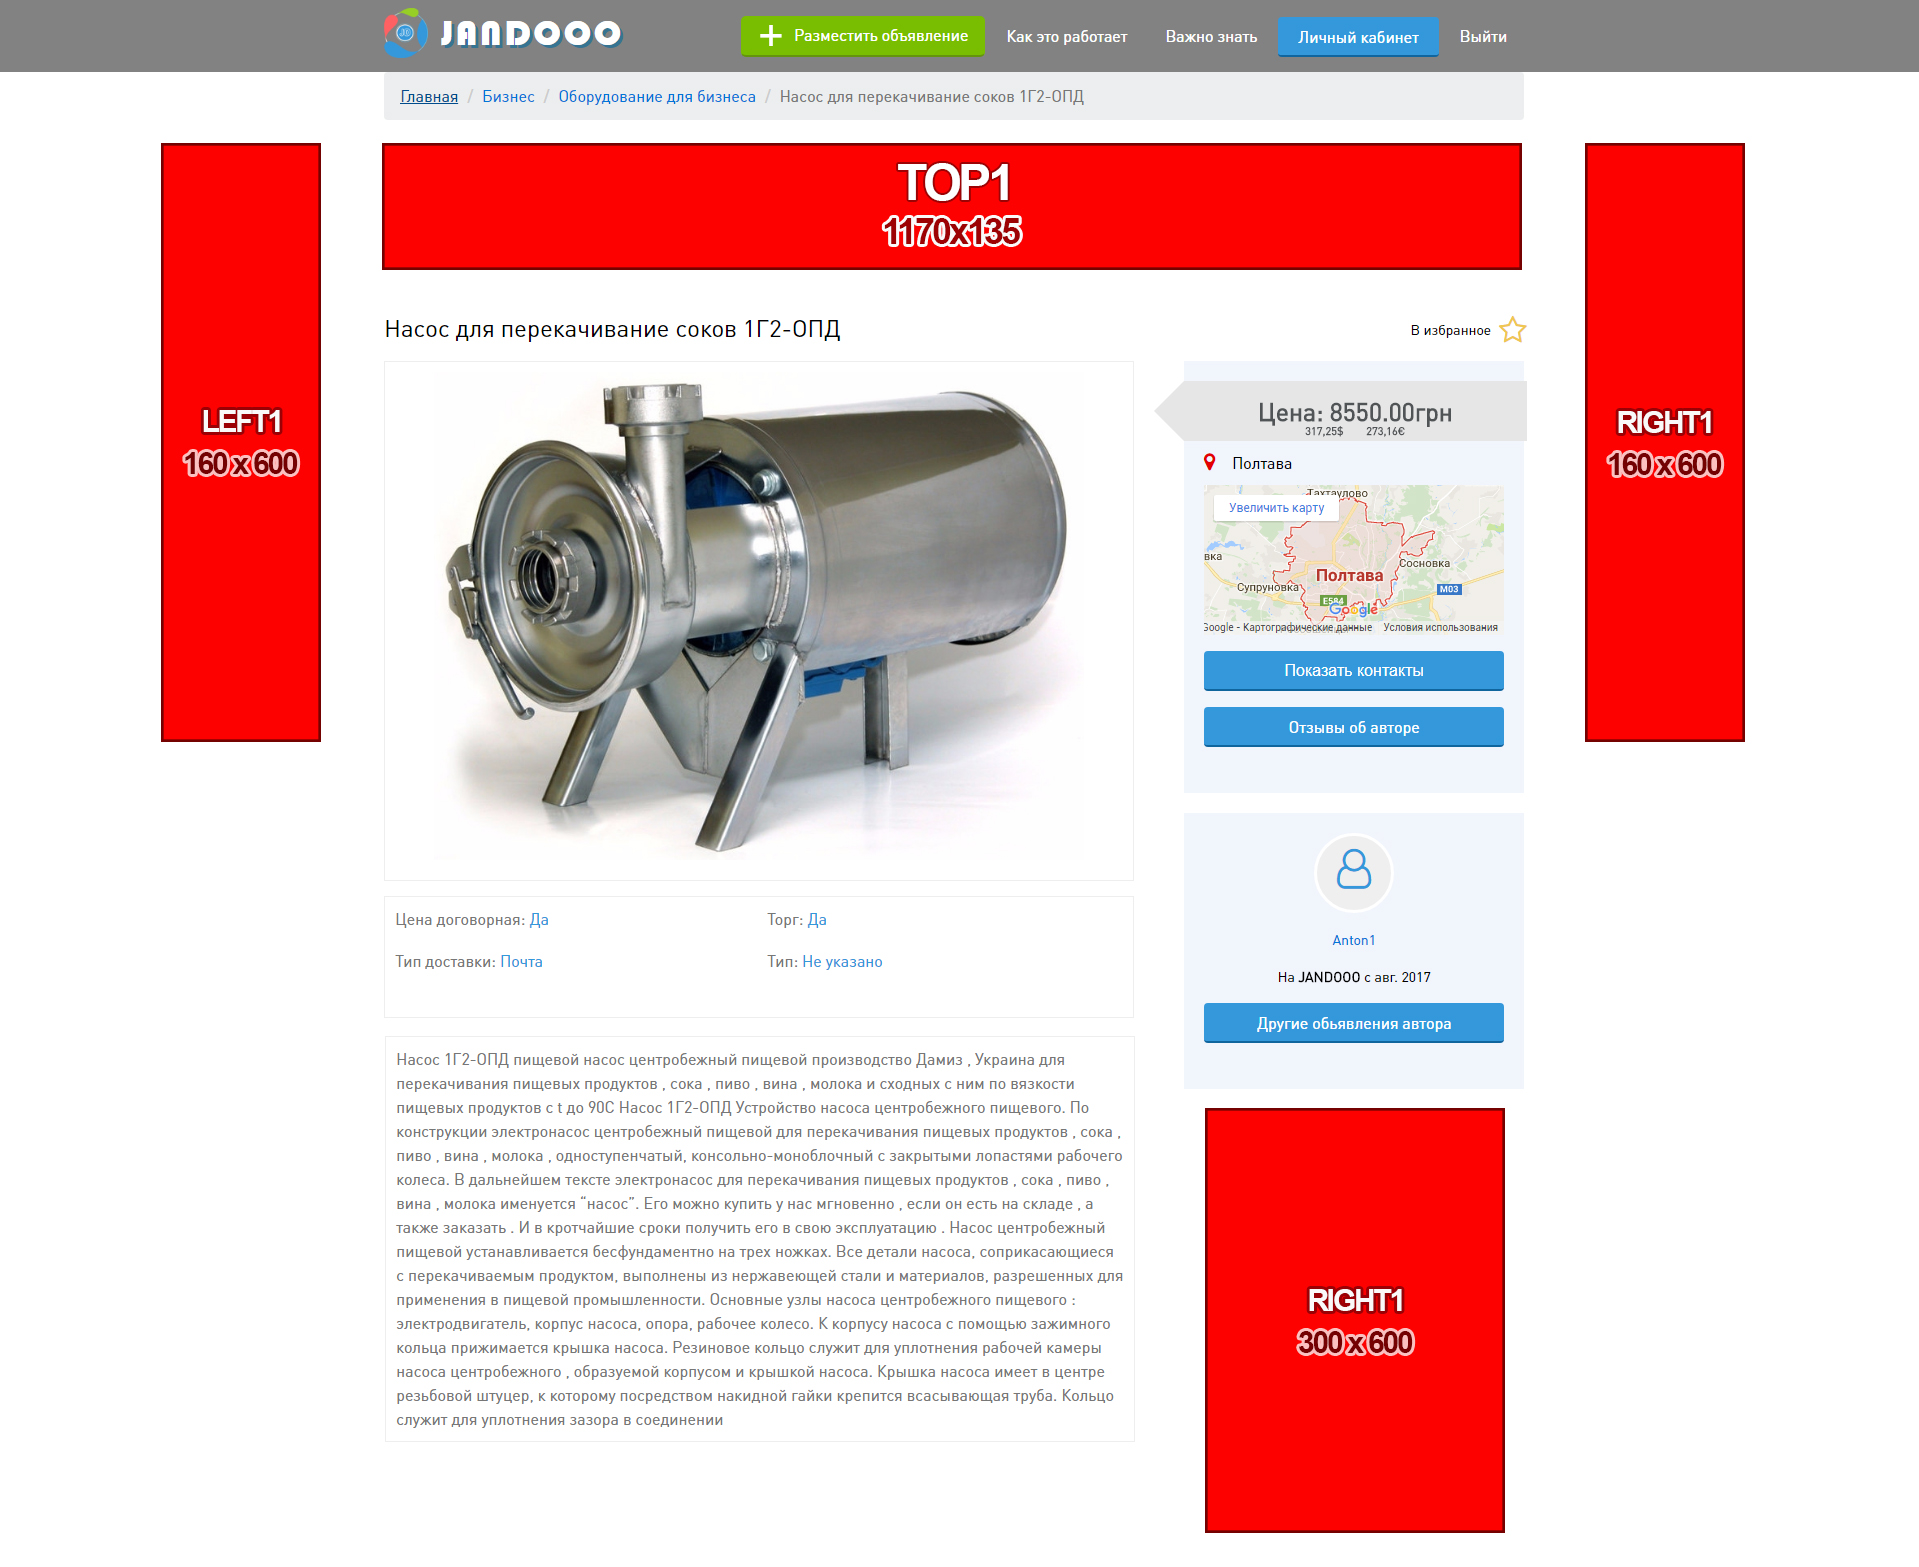 JANDOOO
Разместить объявление
Как это работает
Важно знать
Личный кабинет
Выйти
Главная / Бизнес / Оборудование для бизнеса / Насос для перекачивание соков 1Г2-ОПД
TOP1
1170x135
LEFT1
160 x 600
RIGHT1
160 x 600
Насос для перекачивание соков 1Г2-ОПД
В избранное
Цена: 8550.00грн
317,25$ 273,16€
Полтава
Тахтаулово
Увеличить карту
вка
Сосновка
Полтава
Супруновка
М03
E584
Google
Google - Картографические данные Условия использования
Показать контакты
Отзывы об авторе
Anton1
На JANDOOO с авг. 2017
Другие обьявления автора
Цена договорная: Да
Торг: Да
Тип доставки: Почта
Тип: Не указано
Насос 1Г2-ОПД пищевой насос центробежный пищевой производство Дамиз , Украина для
перекачивания пищевых продуктов , сока , пиво , вина , молока и сходных с ним по вязкости
пищевых продуктов с t до 90С Насос 1Г2-ОПД Устройство насоса центробежного пищевого. По
конструкции электронасос центробежный пищевой для перекачивания пищевых продуктов , сока ,
пиво , вина , молока , одноступенчатый, консольно-моноблочный с закрытыми лопастями рабочего
колеса. В дальнейшем тексте электронасос для перекачивания пищевых продуктов , сока , пиво ,
вина , молока именуется “насос”. Его можно купить у нас мгновенно , если он есть на складе , а
также заказать . И в кротчайшие сроки получить его в свою эксплуатацию . Насос центробежный
пищевой устанавливается бесфундаментно на трех ножках. Все детали насоса, соприкасающиеся
с перекачиваемым продуктом, выполнены из нержавеющей стали и материалов, разрешенных для
применения в пищевой промышленности. Основные узлы насоса центробежного пищевого :
электродвигатель, корпус насоса, опора, рабочее колесо. К корпусу насоса с помощью зажимного
кольца прижимается крышка насоса. Резиновое кольцо служит для уплотнения рабочей камеры
насоса центробежного , образуемой корпусом и крышкой насоса. Крышка насоса имеет в центре
резьбовой штуцер, к которому посредством накидной гайки крепится всасывающая труба. Кольцо
служит для уплотнения зазора в соединении
RIGHT1
300 x 600